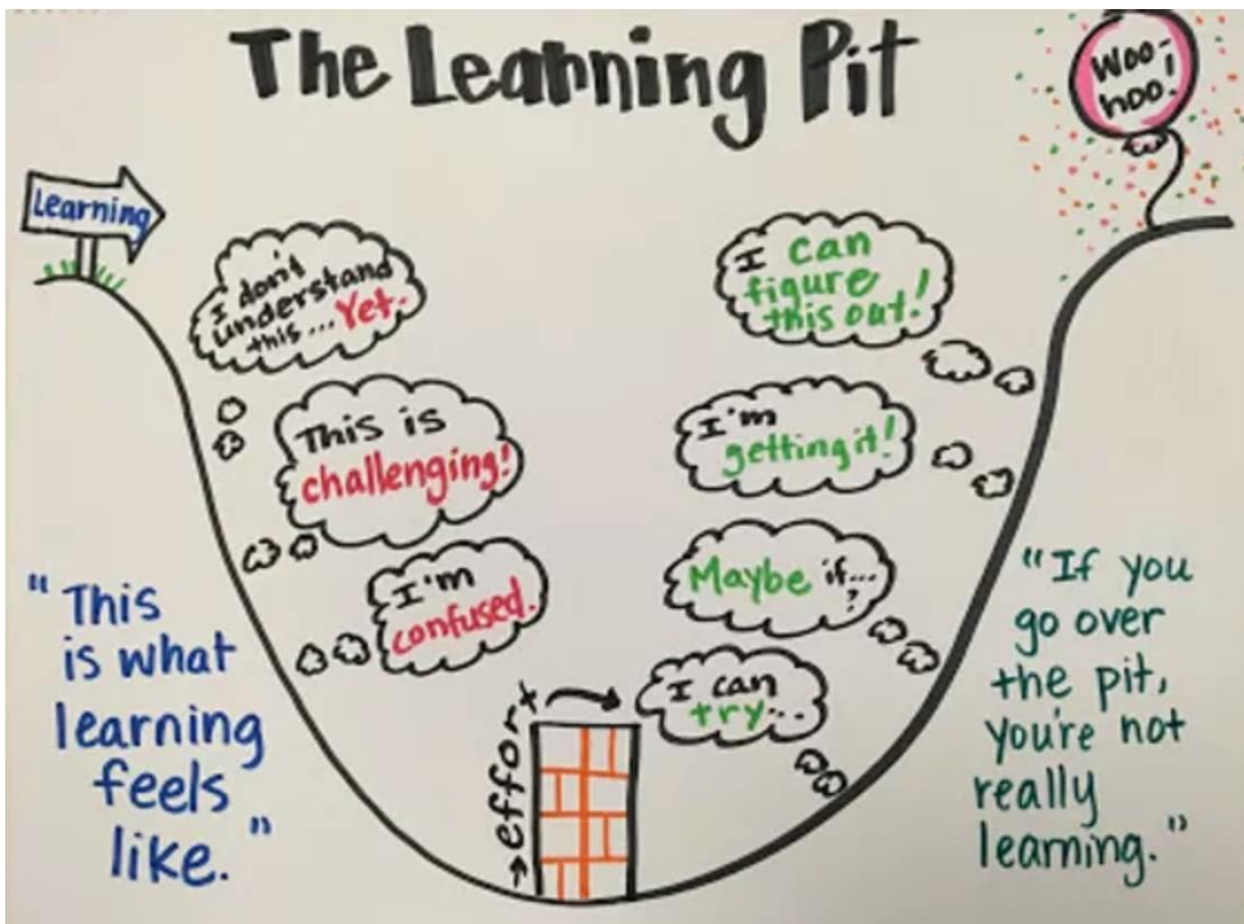 The Learning Pit
Woo-
hoo!
Learning
I don't
understand
this... Yet.
This is
challenging!
I'm
confused.
effort
I can
try...
Maybe if...
?
I'm
getting it!
I can
figure
this out!
"This
is what
learning
feels
like."
"If you
go over
the pit,
you're not
really
learning."